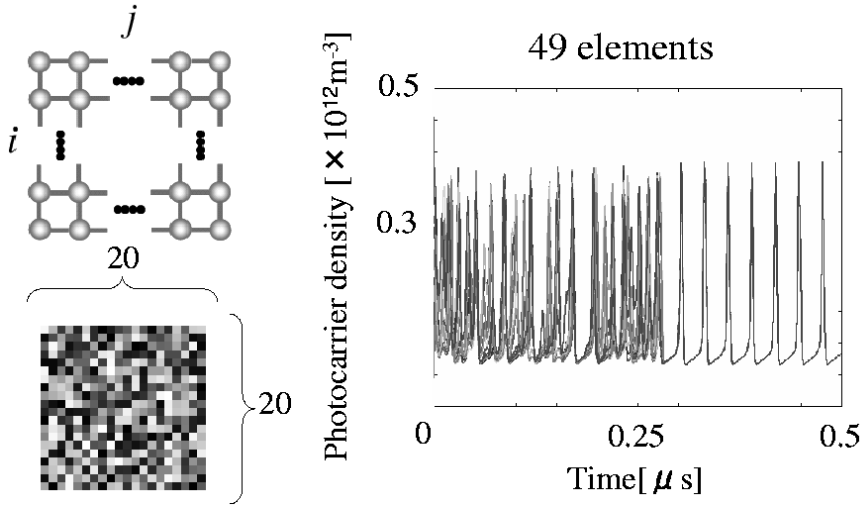 j
i
20
20
49 elements
Photocarrier density [×10¹²m⁻³]
0.5
0.3
0
0.25
0.5
Time[μs]